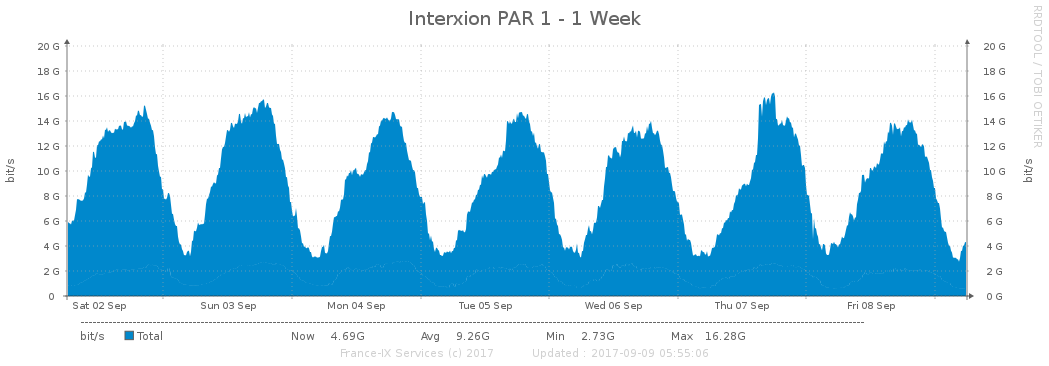 Interxion PAR 1 - 1 Week
RRDTOOL / TOBI OETIKER
bit/s
20 G
18 G
16 G
14 G
12 G
10 G
8 G
6 G
4 G
2 G
0
20 G
18 G
16 G
14 G
12 G
10 G
8 G
6 G
4 G
2 G
0 G
bit/s
Sat 02 Sep Sun 03 Sep Mon 04 Sep Tue 05 Sep Wed 06 Sep Thu 07 Sep Fri 08 Sep
bit/s Total Now 4.69G Avg 9.26G Min 2.73G Max 16.28G
France-IX Services (c) 2017 Updated : 2017-09-09 05:55:06